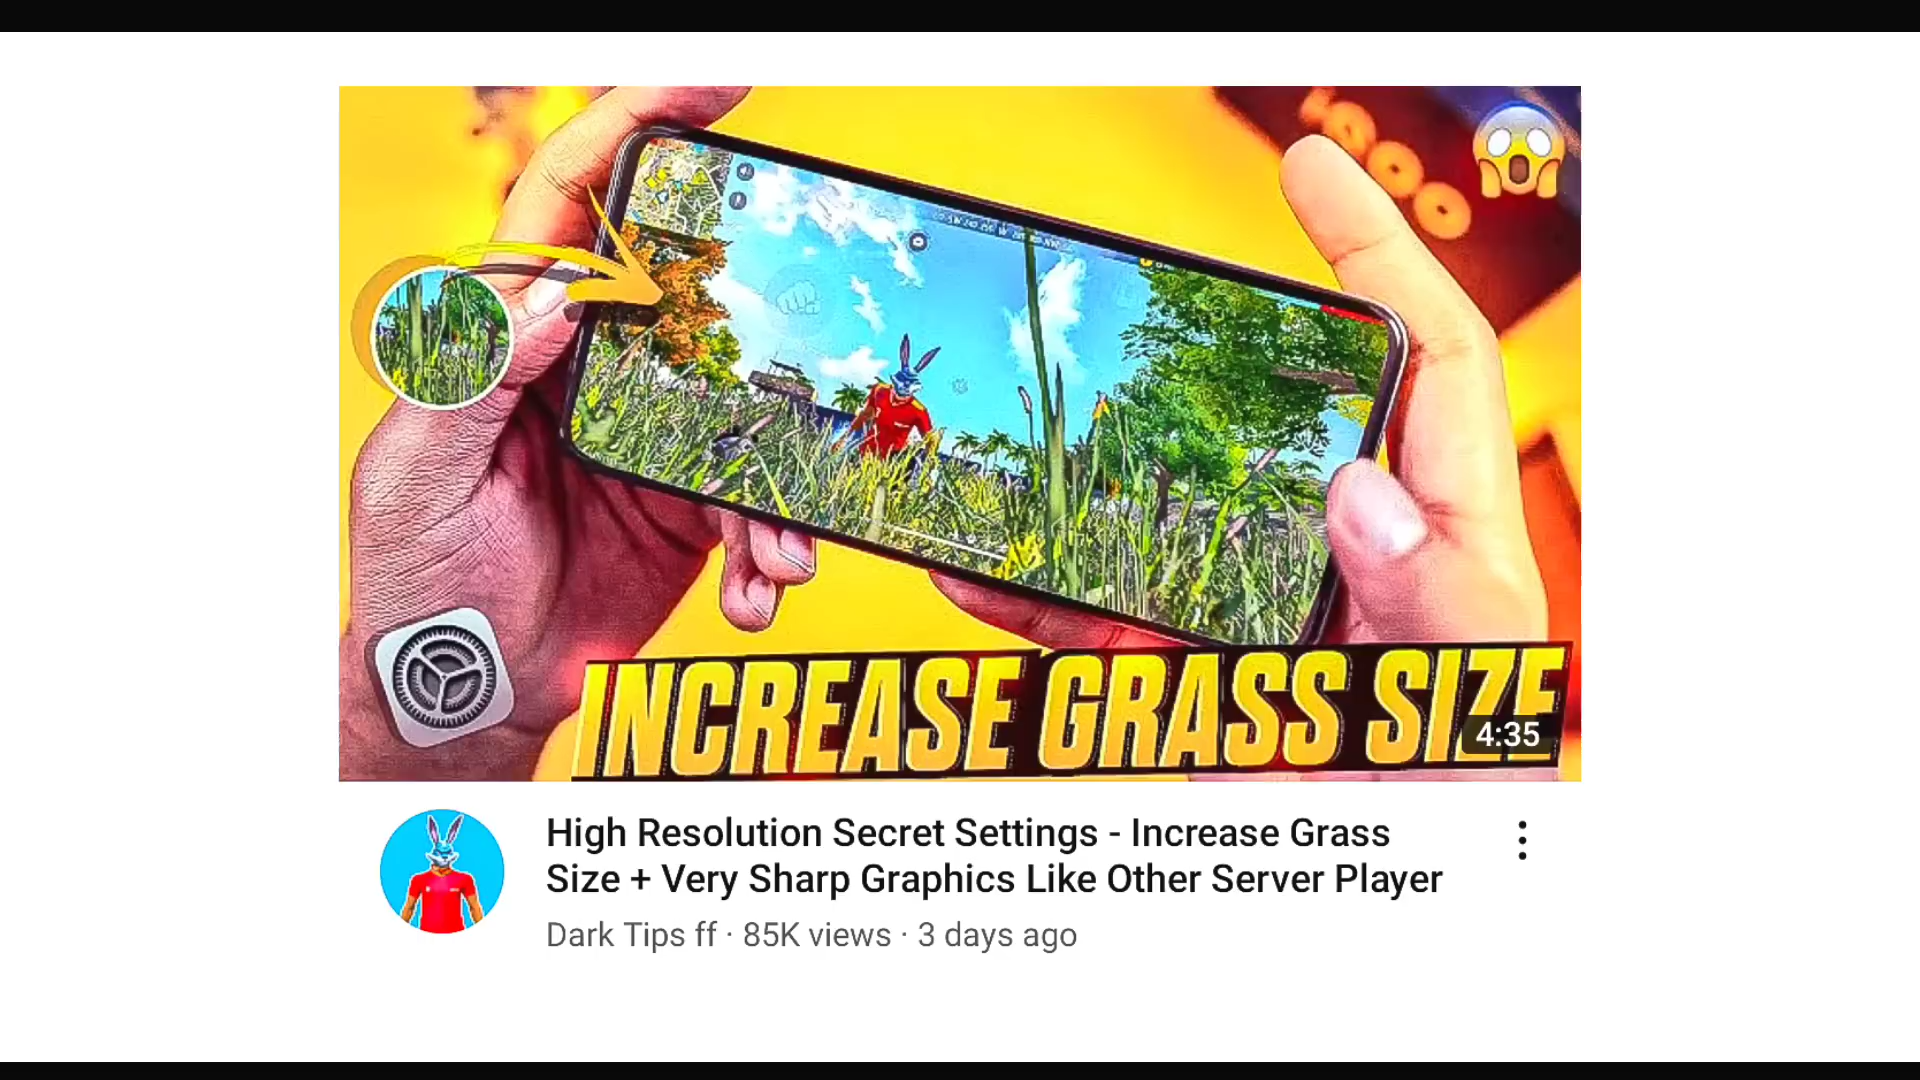 INCREASE GRASS SIZE
4:35
High Resolution Secret Settings - Increase Grass
Size + Very Sharp Graphics Like Other Server Player
Dark Tips ff · 85K views · 3 days ago